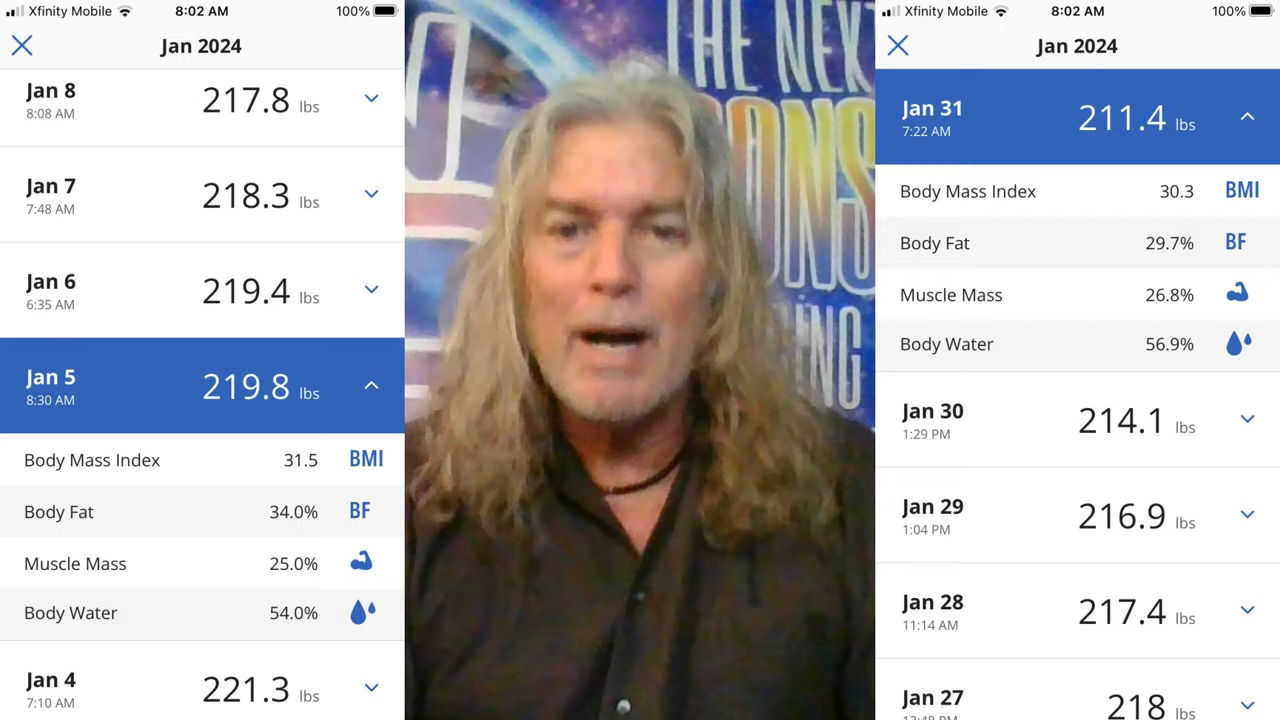 Xfinity Mobile 8:02 AM 100%
Jan 2024
Jan 8 217.8 lbs
8:08 AM
Jan 7 218.3 lbs
7:48 AM
Jan 6 219.4 lbs
6:35 AM
Jan 5 219.8 lbs
8:30 AM
Body Mass Index 31.5 BMI
Body Fat 34.0% BF
Muscle Mass 25.0%
Body Water 54.0%
Jan 4 221.3 lbs
7:10 AM
THE NEX
ONS
ING
Xfinity Mobile 8:02 AM 100%
Jan 2024
Jan 31 211.4 lbs
7:22 AM
Body Mass Index 30.3 BMI
Body Fat 29.7% BF
Muscle Mass 26.8%
Body Water 56.9%
Jan 30 214.1 lbs
1:29 PM
Jan 29 216.9 lbs
1:04 PM
Jan 28 217.4 lbs
11:14 AM
Jan 27 218 lbs